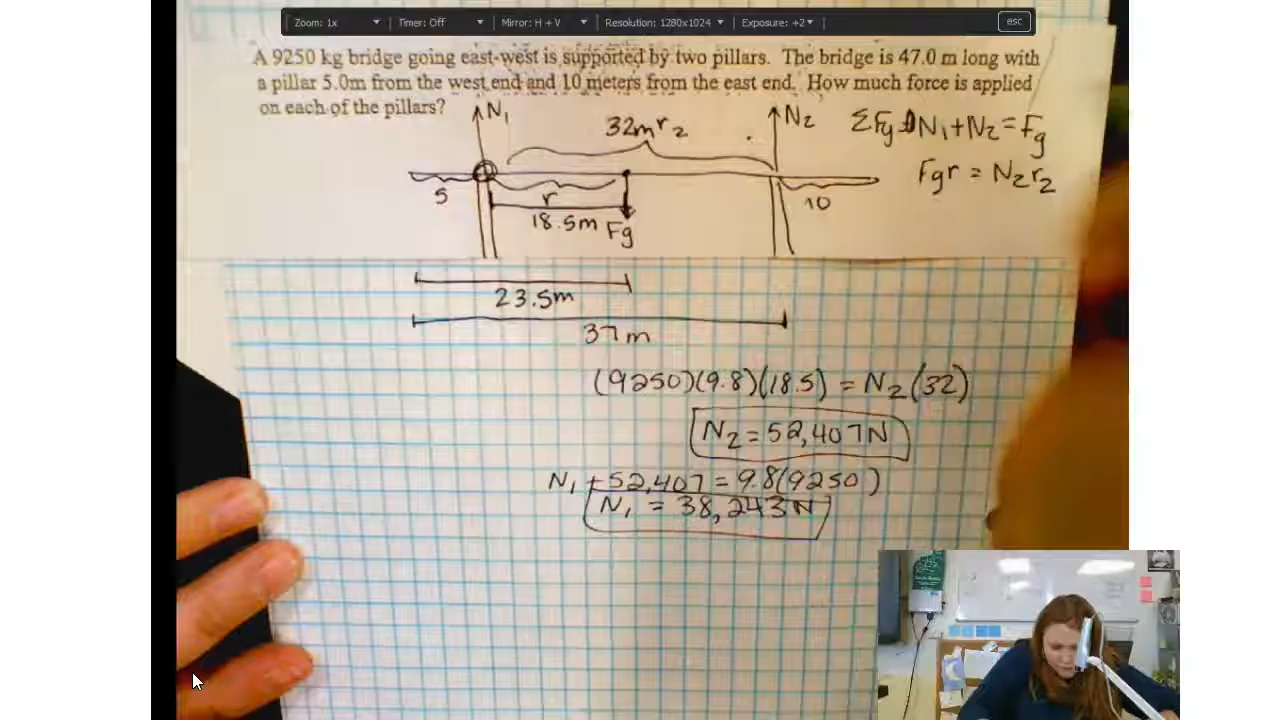 Zoom: 1x Timer: Off Mirror: H + V Resolution: 1280x1024 Exposure: +2 esc
A 9250 kg bridge going east-west is supported by two pillars. The bridge is 47.0 m long with
a pillar 5.0m from the west end and 10 meters from the east end. How much force is applied
on each of the pillars?
N₁
32m r₂
N₂
ΣFy N₁+N₂=Fg
Fgr = N₂r₂
5
r
18.5m
Fg
10
23.5m
37m
(9250)(9.8)(18.5) = N₂(32)
N₂=52,407N
N₁+52,407=9.8(9250)
N₁ = 38,243N